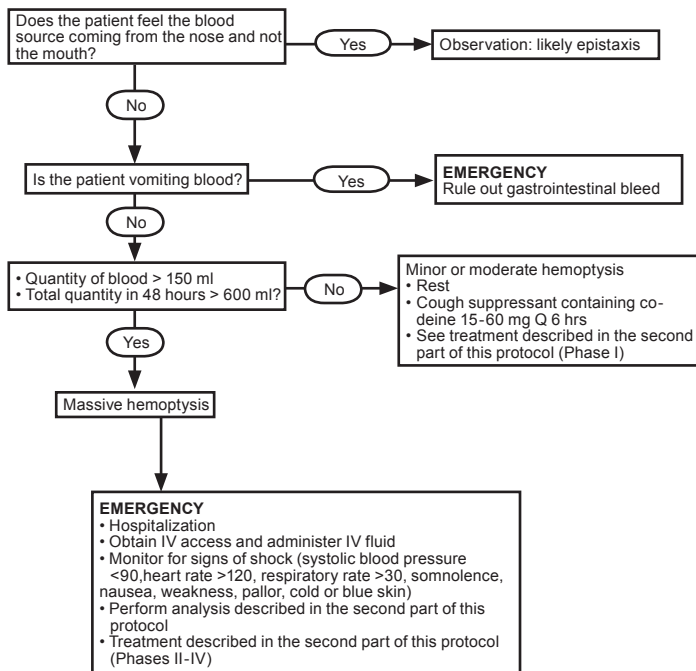 Does the patient feel the blood
source coming from the nose and not
the mouth?
Yes
Observation: likely epistaxis
No
Is the patient vomiting blood?
Yes
EMERGENCY
Rule out gastrointestinal bleed
No
• Quantity of blood > 150 ml
• Total quantity in 48 hours > 600 ml?
No
Minor or moderate hemoptysis
• Rest
• Cough suppressant containing co-
deine 15-60 mg Q 6 hrs
• See treatment described in the second
part of this protocol (Phase I)
Yes
Massive hemoptysis
EMERGENCY
• Hospitalization
• Obtain IV access and administer IV fluid
• Monitor for signs of shock (systolic blood pressure
<90,heart rate >120, respiratory rate >30, somnolence,
nausea, weakness, pallor, cold or blue skin)
• Perform analysis described in the second part of this
protocol
• Treatment described in the second part of this protocol
(Phases II-IV)